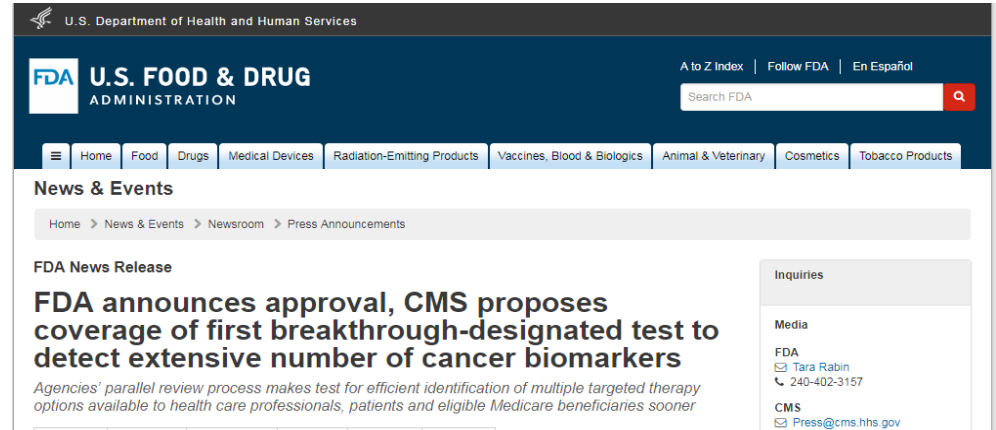 U.S. Department of Health and Human Services
FDA
U.S. FOOD & DRUG
ADMINISTRATION
A to Z Index | Follow FDA | En Español
Search FDA
Home Food Drugs Medical Devices Radiation-Emitting Products Vaccines, Blood & Biologics Animal & Veterinary Cosmetics Tobacco Products
News & Events
Home > News & Events > Newsroom > Press Announcements
FDA News Release
FDA announces approval, CMS proposes
coverage of first breakthrough-designated test to
detect extensive number of cancer biomarkers
Agencies' parallel review process makes test for efficient identification of multiple targeted therapy
options available to health care professionals, patients and eligible Medicare beneficiaries sooner
Inquiries
Media
FDA
Tara Rabin
240-402-3157
CMS
Press@cms.hhs.gov